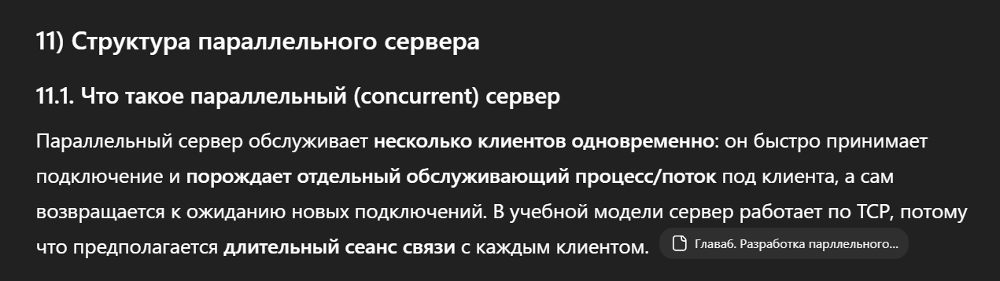 11) Структура параллельного сервера
11.1. Что такое параллельный (concurrent) сервер
Параллельный сервер обслуживает несколько клиентов одновременно: он быстро принимает
подключение и порождает отдельный обслуживающий процесс/поток под клиента, а сам
возвращается к ожиданию новых подключений. В учебной модели сервер работает по TCP, потому
что предполагается длительный сеанс связи с каждым клиентом. Глава6. Разработка парллельного...